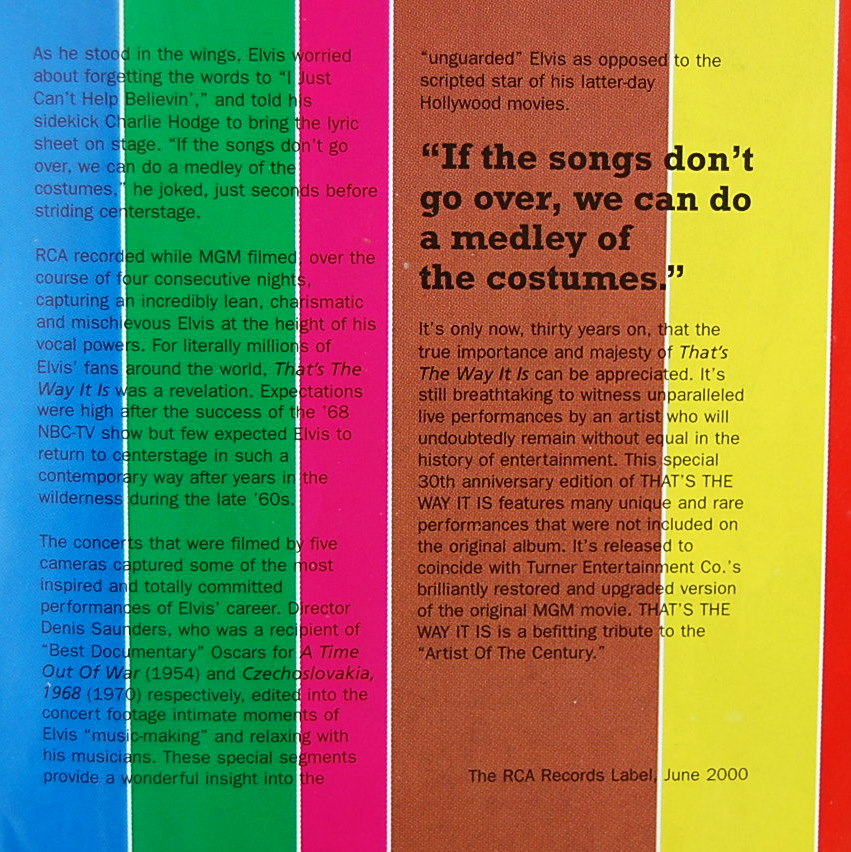 As he stood in the wings, Elvis worried
about forgetting the words to “I Just
Can’t Help Believin’,” and told his
sidekick Charlie Hodge to bring the lyric
sheet on stage. “If the songs don’t go
over, we can do a medley of the
costumes,” he joked, just seconds before
striding centerstage.
RCA recorded while MGM filmed, over the
course of four consecutive nights,
capturing an incredibly lean, charismatic
and mischievous Elvis at the height of his
vocal powers. For literally millions of
Elvis’ fans around the world, That’s The
Way It Is was a revelation. Expectations
were high after the success of the ’68
NBC-TV show but few expected Elvis to
return to centerstage in such a
contemporary way after years in the
wilderness during the late ’60s.
The concerts that were filmed by five
cameras captured some of the most
inspired and totally committed
performances of Elvis’ career. Director
Denis Saunders, who was a recipient of
“Best Documentary” Oscars for A Time
Out Of War (1954) and Czechoslovakia,
1968 (1970) respectively, edited into the
concert footage intimate moments of
Elvis “music-making” and relaxing with
his musicians. These special segments
provide a wonderful insight into the
“unguarded” Elvis as opposed to the
scripted star of his latter-day
Hollywood movies.
“If the songs don’t
go over, we can do
a medley of
the costumes.”
It’s only now, thirty years on, that the
true importance and majesty of That’s
The Way It Is can be appreciated. It’s
still breathtaking to witness unparalleled
live performances by an artist who will
undoubtedly remain without equal in the
history of entertainment. This special
30th anniversary edition of THAT’S THE
WAY IT IS features many unique and rare
performances that were not included on
the original album. It’s released to
coincide with Turner Entertainment Co.’s
brilliantly restored and upgraded version
of the original MGM movie. THAT’S THE
WAY IT IS is a befitting tribute to the
“Artist Of The Century.”
The RCA Records Label, June 2000